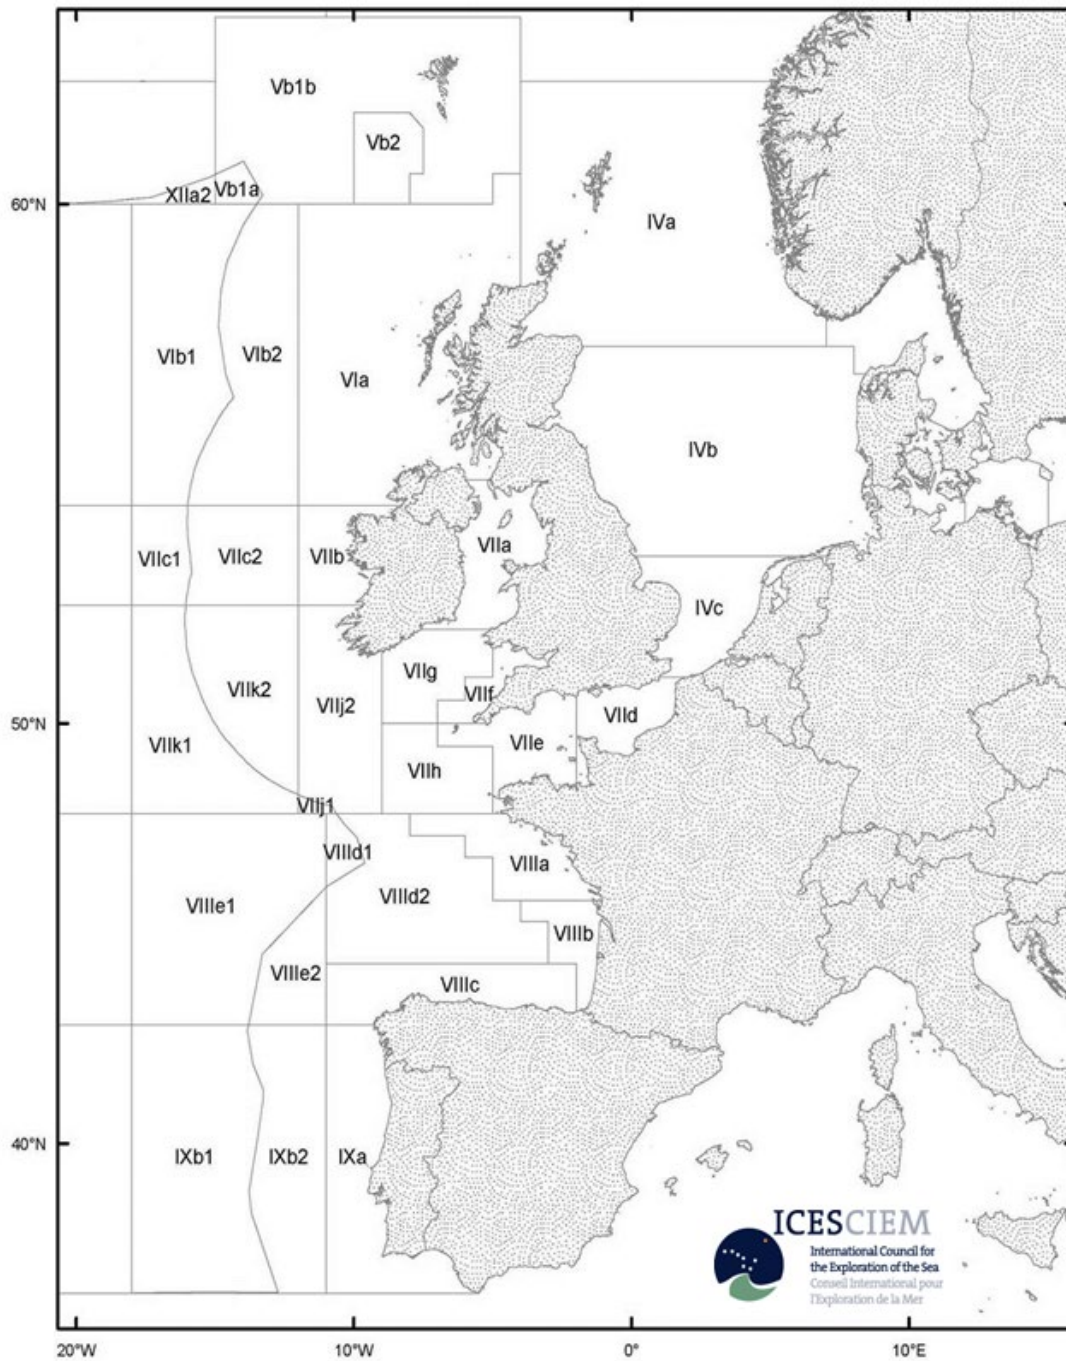 Vb1b
Vb2
XIIa2
Vb1a
60°N
IVa
VIb1
VIb2
VIa
IVb
VIIc1
VIIc2
VIIb
VIIa
IVc
VIIg
VIIk2
VIIj2
VIIf
VIId
50°N
VIIk1
VIIe
VIIh
VIIj1
VIIId1
VIIIa
VIIId2
VIIIe1
VIIIb
VIIIe2
VIIIc
40°N
IXb1
IXb2
IXa
ICESCIEM
International Council for
the Exploration of the Sea
Conseil International pour
l'Exploration de la Mer
20°W
10°W
0°
10°E